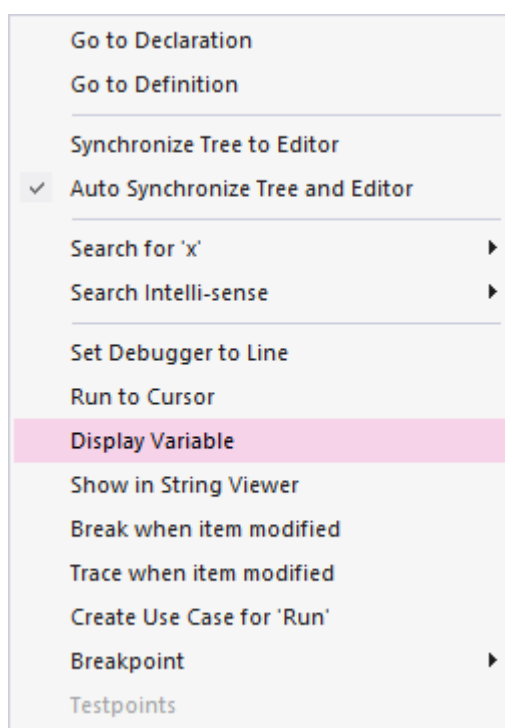 Go to Declaration
Go to Definition
Synchronize Tree to Editor
Auto Synchronize Tree and Editor
Search for 'x'
Search Intelli-sense
Set Debugger to Line
Run to Cursor
Display Variable
Show in String Viewer
Break when item modified
Trace when item modified
Create Use Case for 'Run'
Breakpoint
Testpoints